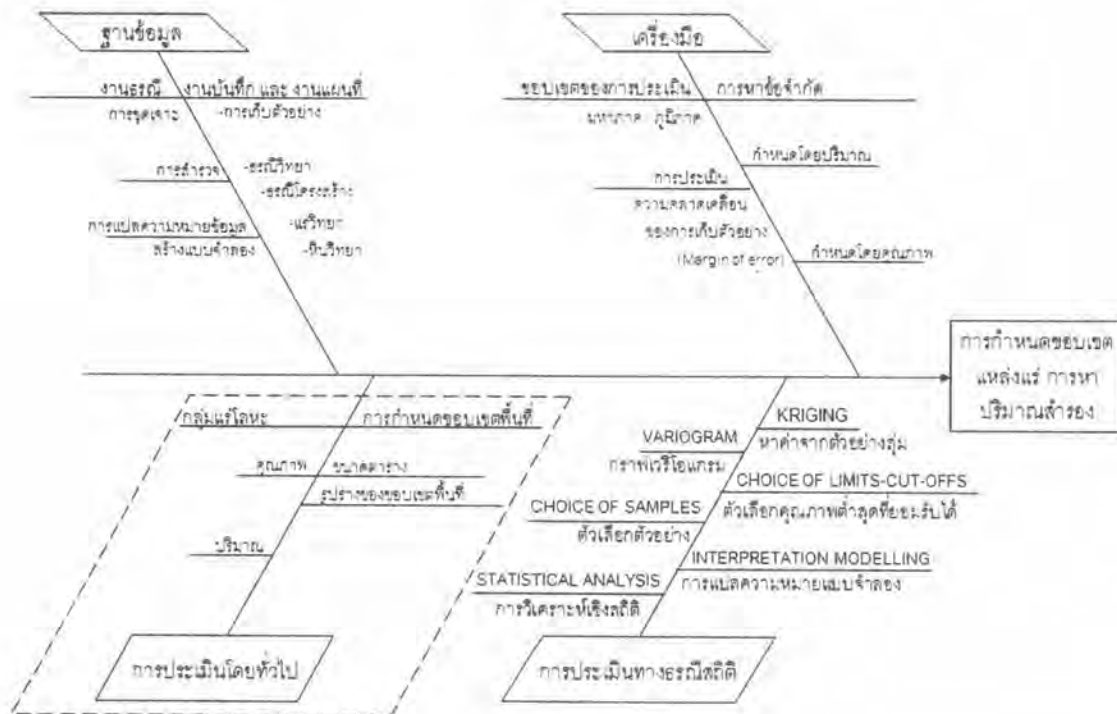 ฐานข้อมูล
เครื่องมือ
งานธรณี
งานบันทึก และ งานแผนที่
การขุดเจาะ
-การเก็บตัวอย่าง
การสำรวจ
-ธรณีวิทยา
-ธรณีโครงสร้าง
การแปลความหมายข้อมูล
สร้างแบบจำลอง
-แร่วิทยา
-หินวิทยา
ขอบเขตของการประเมิน
การหาข้อจำกัด
มหาภาค ภูมิภาค
กำหนดโดยปริมาณ
การประเมิน
ความคลาดเคลื่อน
ของการเก็บตัวอย่าง
(Margin of error)
กำหนดโดยคุณภาพ
การกำหนดขอบเขต
แหล่งแร่ การหา
ปริมาณสำรอง
กลุ่มแร่โลหะ
การกำหนดขอบเขตพื้นที่
คุณภาพ
ขนาดตาราง
รูปร่างของขอบเขตพื้นที่
ปริมาณ
KRIGING
หาค่าจากตัวอย่างสุ่ม
VARIOGRAM
กราฟเวริโอแกรม
CHOICE OF LIMITS-CUT-OFFS
ตัวเลือกคุณภาพต่ำสุดที่ยอมรับได้
CHOICE OF SAMPLES
ตัวเลือกตัวอย่าง
INTERPRETATION MODELLING
การแปลความหมายแบบจำลอง
STATISTICAL ANALYSIS
การวิเคราะห์เชิงสถิติ
การประเมินโดยทั่วไป
การประเมินทางธรณีสถิติ